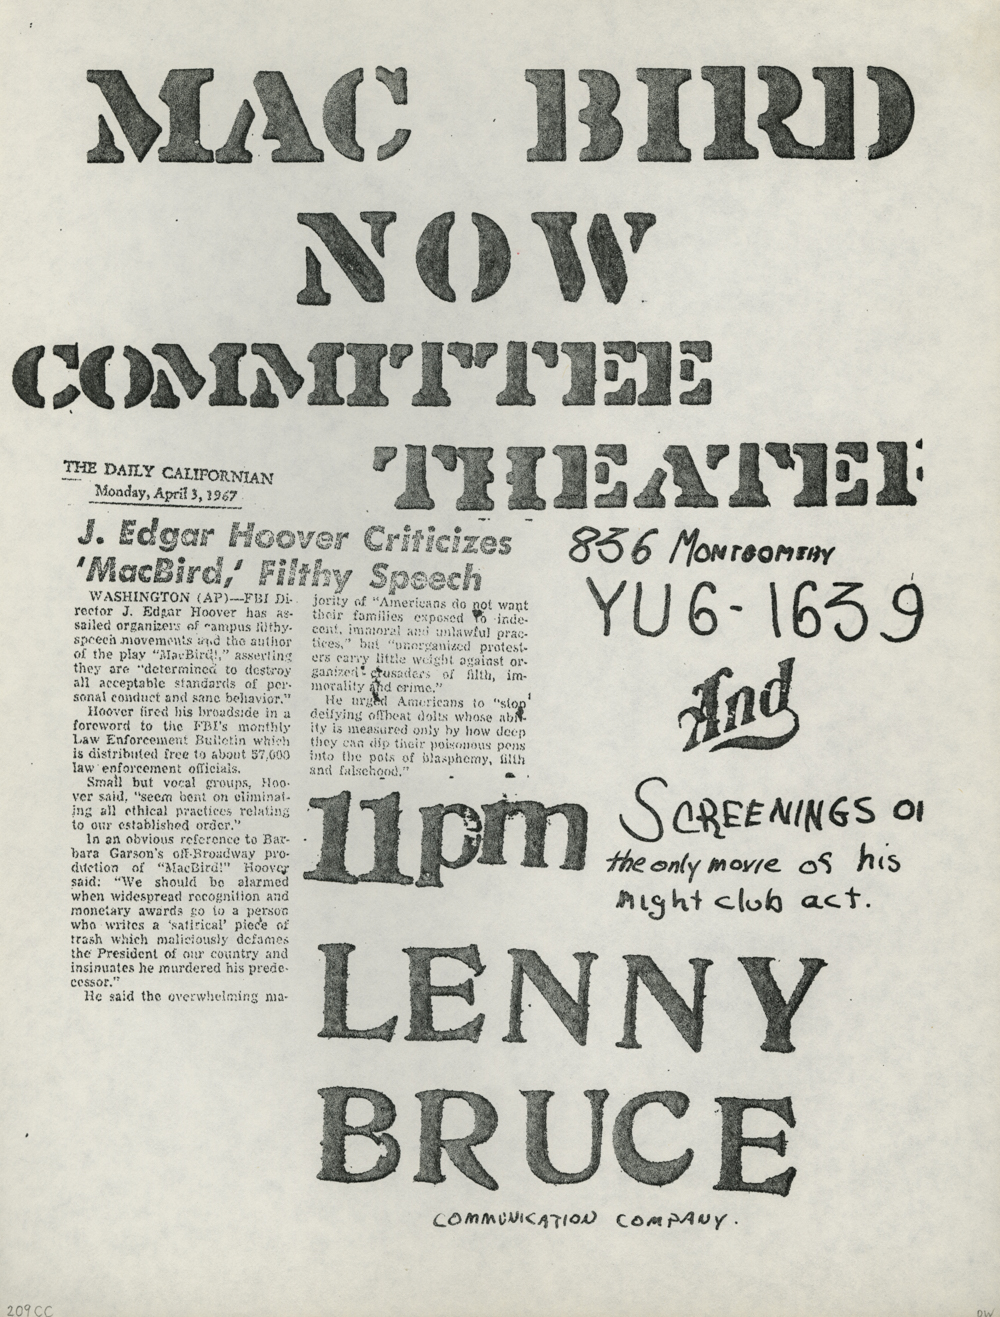 MAC BIRD
NOW
COMMITTEE
THEATER
THE DAILY CALIFORNIAN
Monday, April 3, 1967
J. Edgar Hoover Criticizes
'MacBird,' Filthy Speech
WASHINGTON (AP)—FBI Di-
rector J. Edgar Hoover has as-
sailed organizers of campus filthy-
speech movements and the author
of the play "MacBird!," asserting
they are "determined to destroy
all acceptable standards of per-
sonal conduct and sane behavior."
Hoover fired his broadside in a
foreword to the FBI's monthly
Law Enforcement Bulletin which
is distributed free to about 57,000
law enforcement officials.
Small but vocal groups, Hoo-
ver said, "seem bent on eliminat-
ing all ethical practices relating
to our established order."
In an obvious reference to Bar-
bara Garson's off-Broadway pro-
duction of "MacBird!" Hoover
said: "We should be alarmed
when widespread recognition and
monetary awards go to a person
who writes a 'satirical' piece of
trash which maliciously defames
the President of our country and
insinuates he murdered his prede-
cessor."
He said the overwhelming ma-
jority of "Americans do not want
their families exposed to inde-
cent, immoral and unlawful prac-
tices," but "unorganized protest-
ers carry little weight against or-
ganized crusaders of filth, im-
morality and crime."
He urged Americans to "stop
deifying offbeat dolts whose abil-
ity is measured only by how deep
they can dip their poisonous pens
into the pots of blasphemy, filth
and falsehood."
836 MONTGOMERY
YU6-1639
And
11pm
SCREENINGS Of
the only movie of his
night club act.
LENNY
BRUCE
COMMUNICATION COMPANY.
209CC
DW